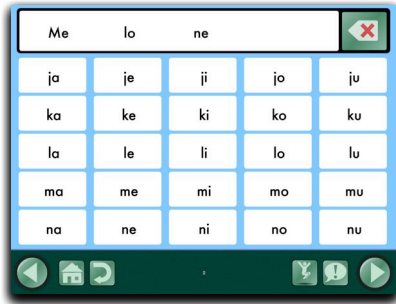 Me lo ne
ja je ji jo ju
ka ke ki ko ku
la le li lo lu
ma me mi mo mu
na ne ni no nu